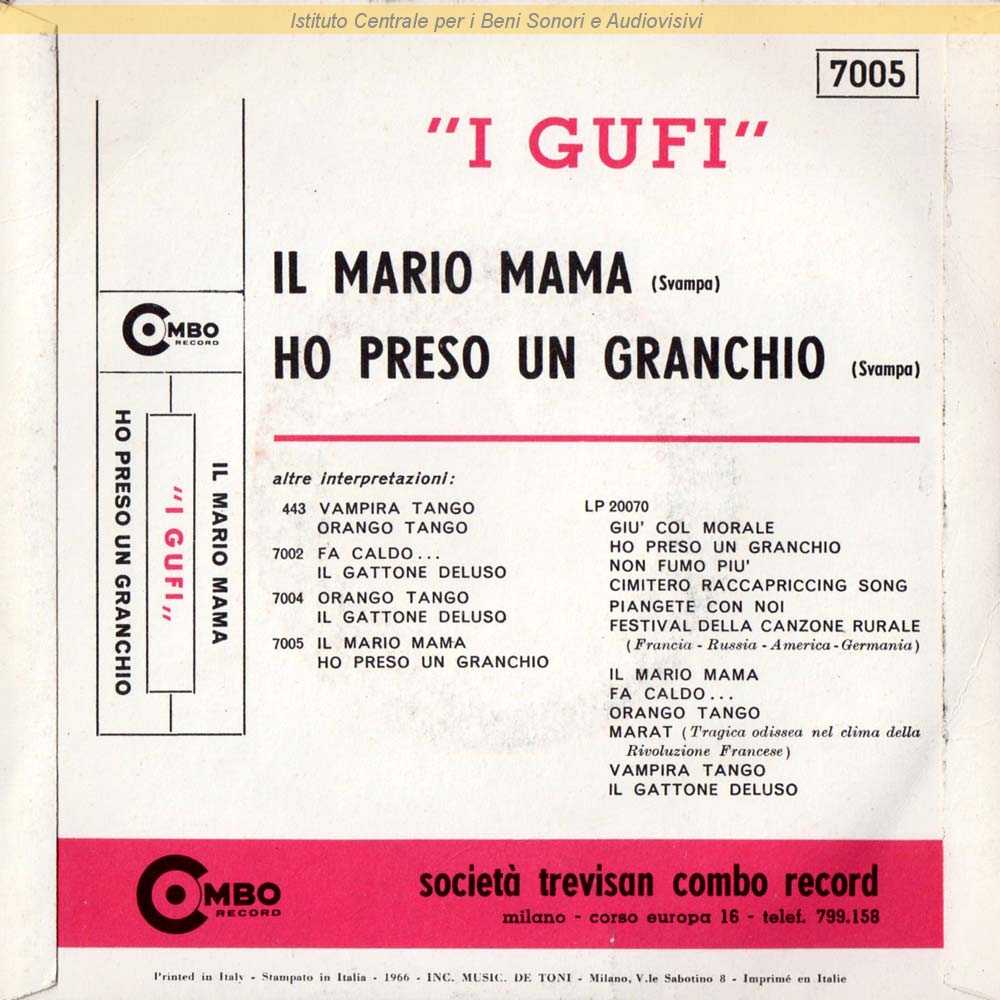 Istituto Centrale per i Beni Sonori e Audiovisivi
7005
"I GUFI"
IL MARIO MAMA (Svampa)
HO PRESO UN GRANCHIO (Svampa)
COMBO
RECORD
IL MARIO MAMA
"I GUFI"
HO PRESO UN GRANCHIO
altre interpretazioni:
443 VAMPIRA TANGO
ORANGO TANGO
7002 FA CALDO...
IL GATTONE DELUSO
7004 ORANGO TANGO
IL GATTONE DELUSO
7005 IL MARIO MAMA
HO PRESO UN GRANCHIO
LP 20070
GIU' COL MORALE
HO PRESO UN GRANCHIO
NON FUMO PIU'
CIMITERO RACCAPRICCING SONG
PIANGETE CON NOI
FESTIVAL DELLA CANZONE RURALE
(Francia - Russia - America - Germania)
IL MARIO MAMA
FA CALDO...
ORANGO TANGO
MARAT (Tragica odissea nel clima della
Rivoluzione Francese)
VAMPIRA TANGO
IL GATTONE DELUSO
COMBO
RECORD
società trevisan combo record
milano - corso europa 16 - telef. 799.158
Printed in Italy - Stampato in Italia - 1966 - INC. MUSIC. DE TONI - Milano, V.le Sabotino 8 - Imprimé en Italie